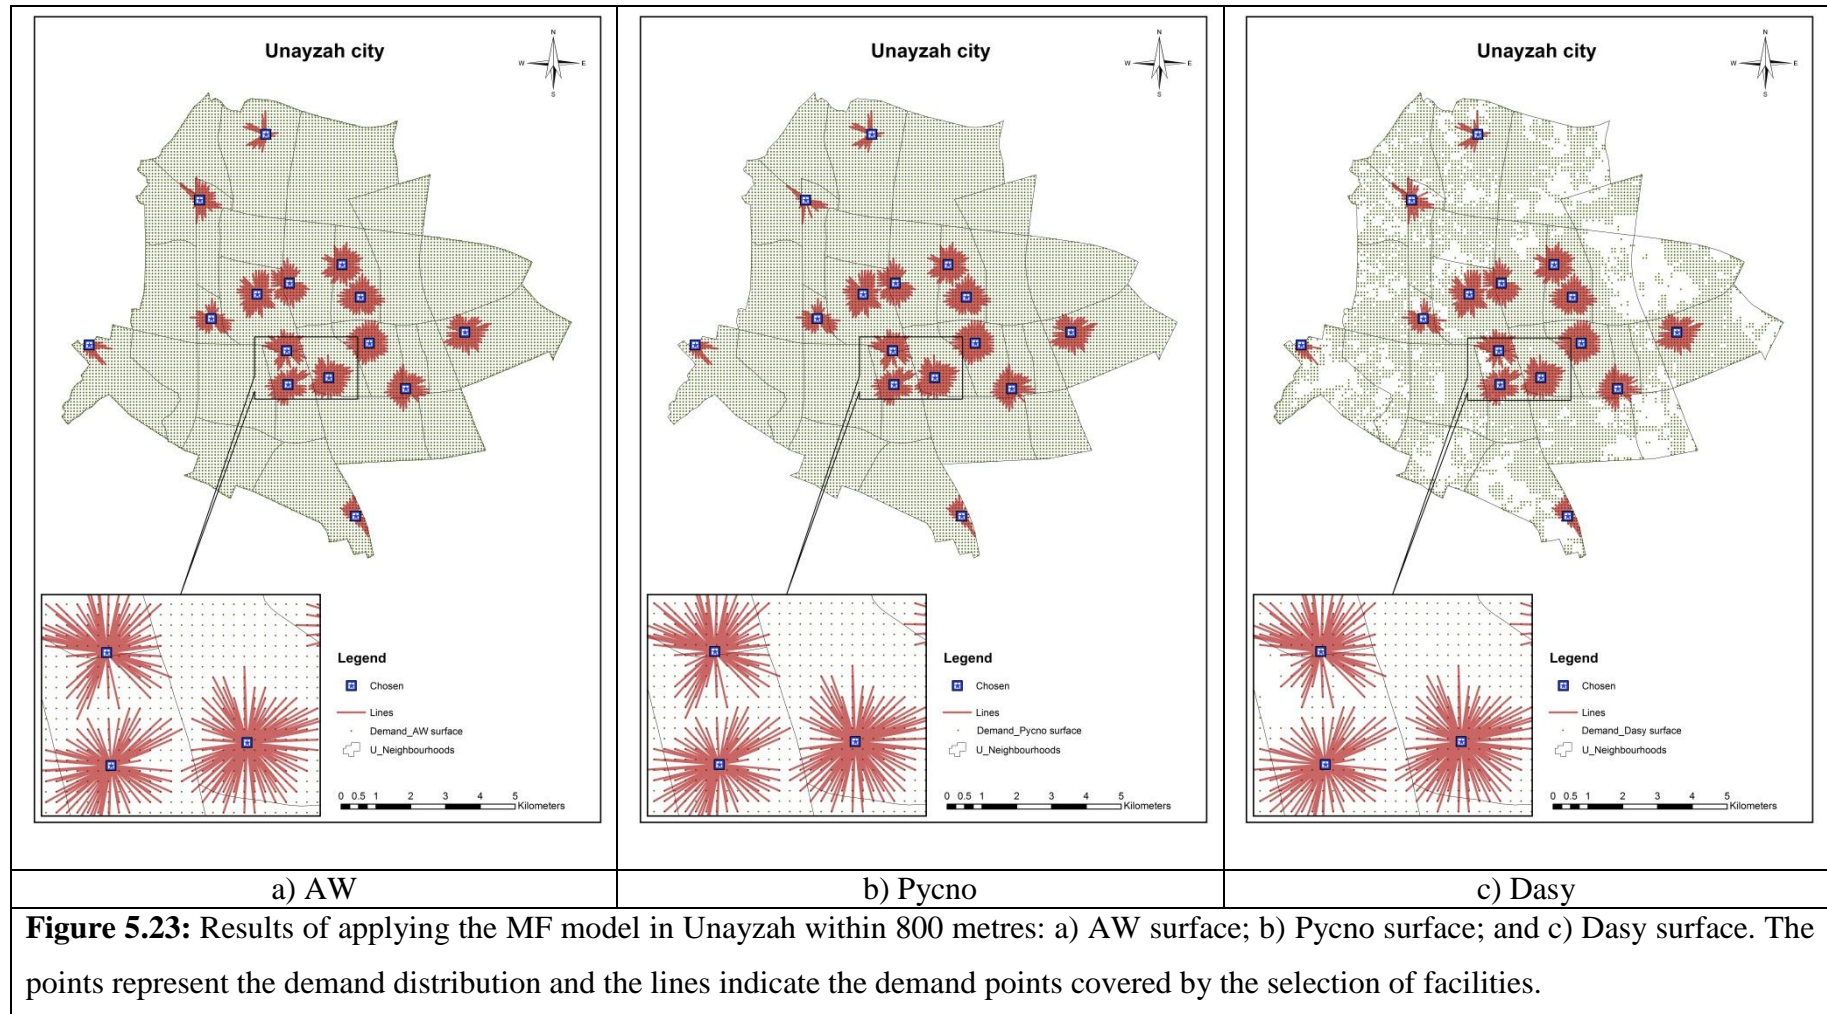 Unayzah city
N
W E
S
Legend
Chosen
Lines
Demand_AW surface
U_Neighbourhoods
0 0.5 1 2 3 4 5
Kilometers
Unayzah city
N
W E
S
Legend
Chosen
Lines
Demand_Pycno surface
U_Neighbourhoods
0 0.5 1 2 3 4 5
Kilometers
Unayzah city
N
W E
S
Legend
Chosen
Lines
Demand_Dasy surface
U_Neighbourhoods
0 0.5 1 2 3 4 5
Kilometers
a) AW
b) Pycno
c) Dasy
Figure 5.23: Results of applying the MF model in Unayzah within 800 metres: a) AW surface; b) Pycno surface; and c) Dasy surface. The
points represent the demand distribution and the lines indicate the demand points covered by the selection of facilities.